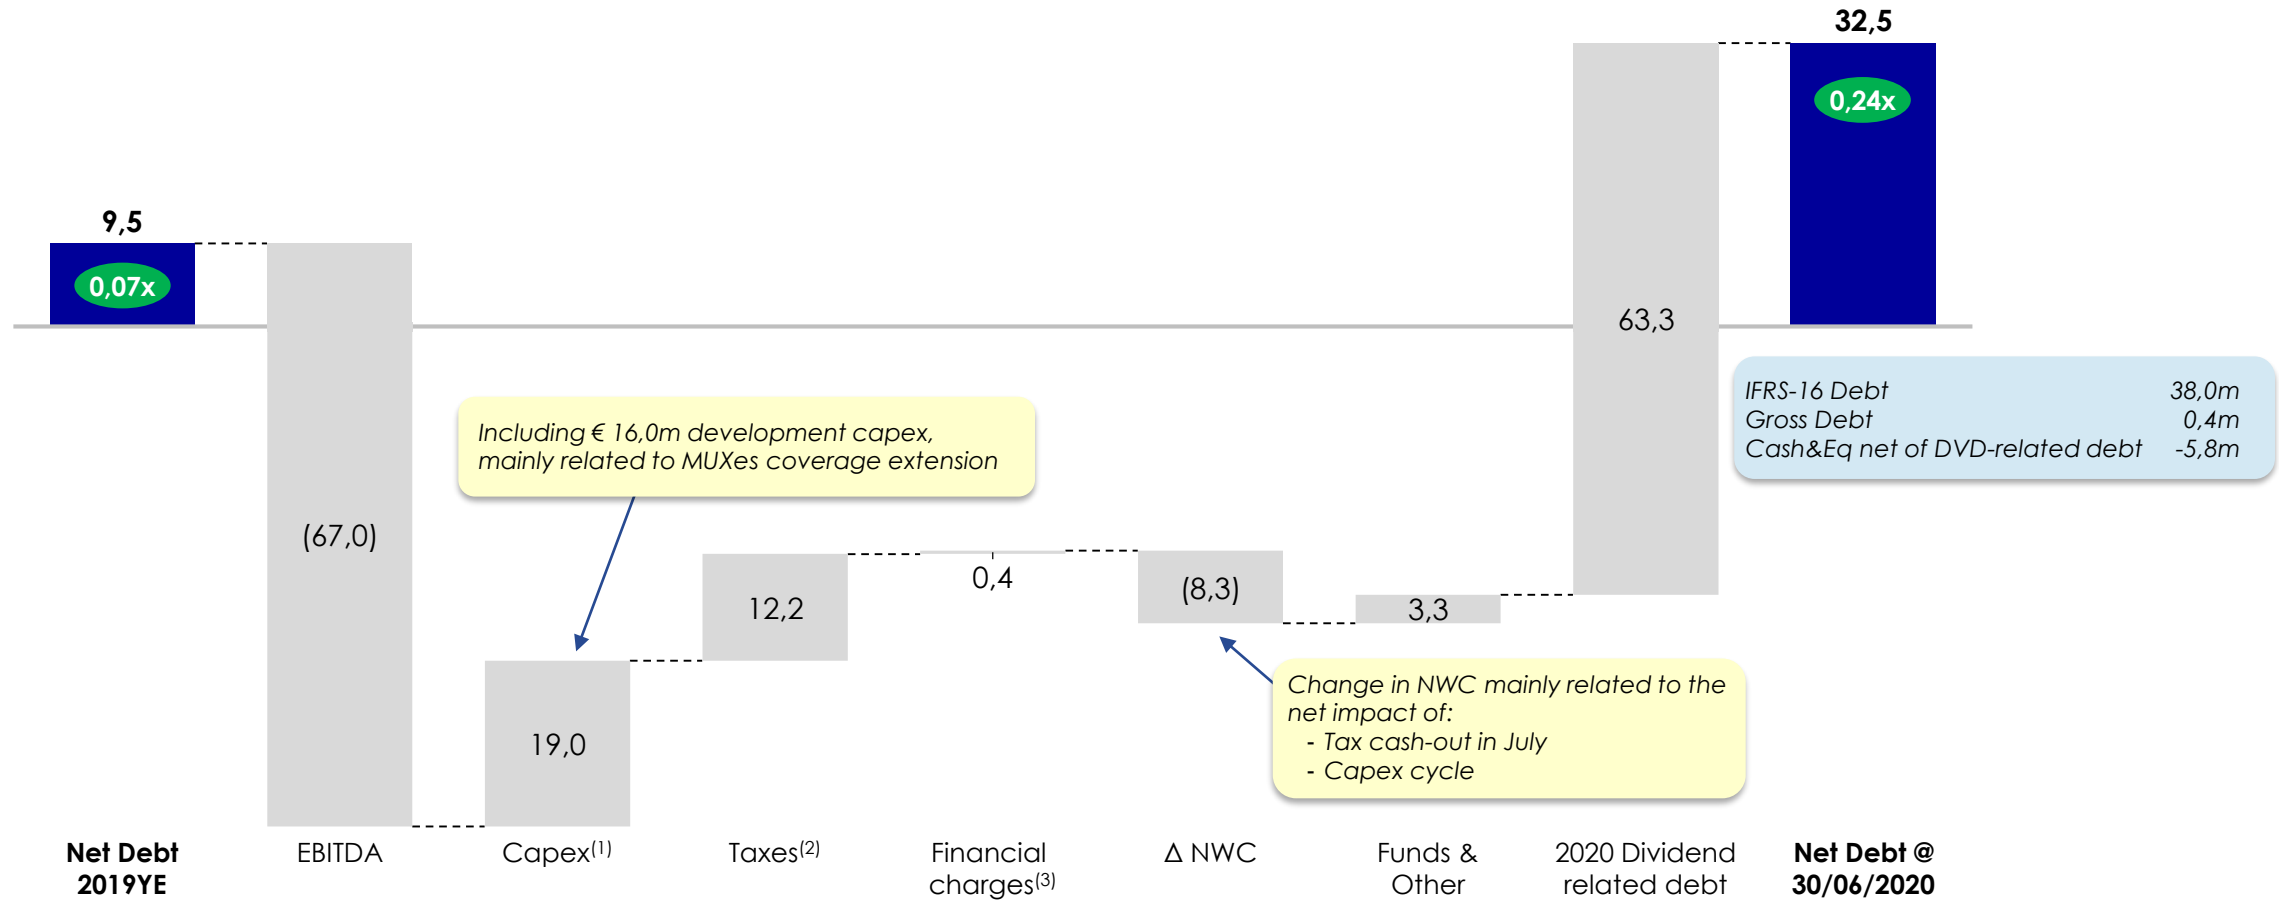 32,5
0,24x
9,5
0,07x
63,3
IFRS-16 Debt 38,0m
Gross Debt 0,4m
Cash&Eq net of DVD-related debt -5,8m
Including € 16,0m development capex,
mainly related to MUXes coverage extension
(67,0)
0,4
(8,3)
12,2
3,3
19,0
Change in NWC mainly related to the
net impact of:
- Tax cash-out in July
- Capex cycle
Net Debt
2019YE
EBITDA
Capex(1)
Taxes(2)
Financial
charges(3)
Δ NWC
Funds &
Other
2020 Dividend
related debt
Net Debt @
30/06/2020